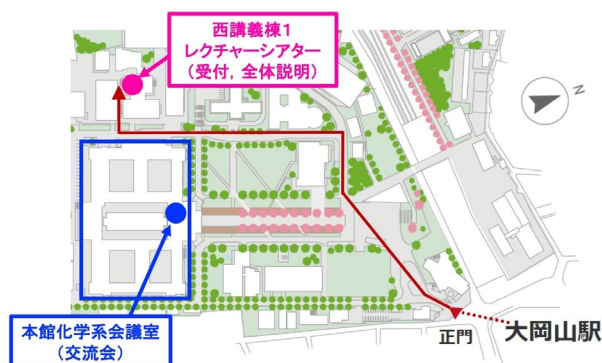 西講義棟1
レクチャーシアター
（受付，全体説明）
N
本館化学系会議室
（交流会）
正門
大岡山駅